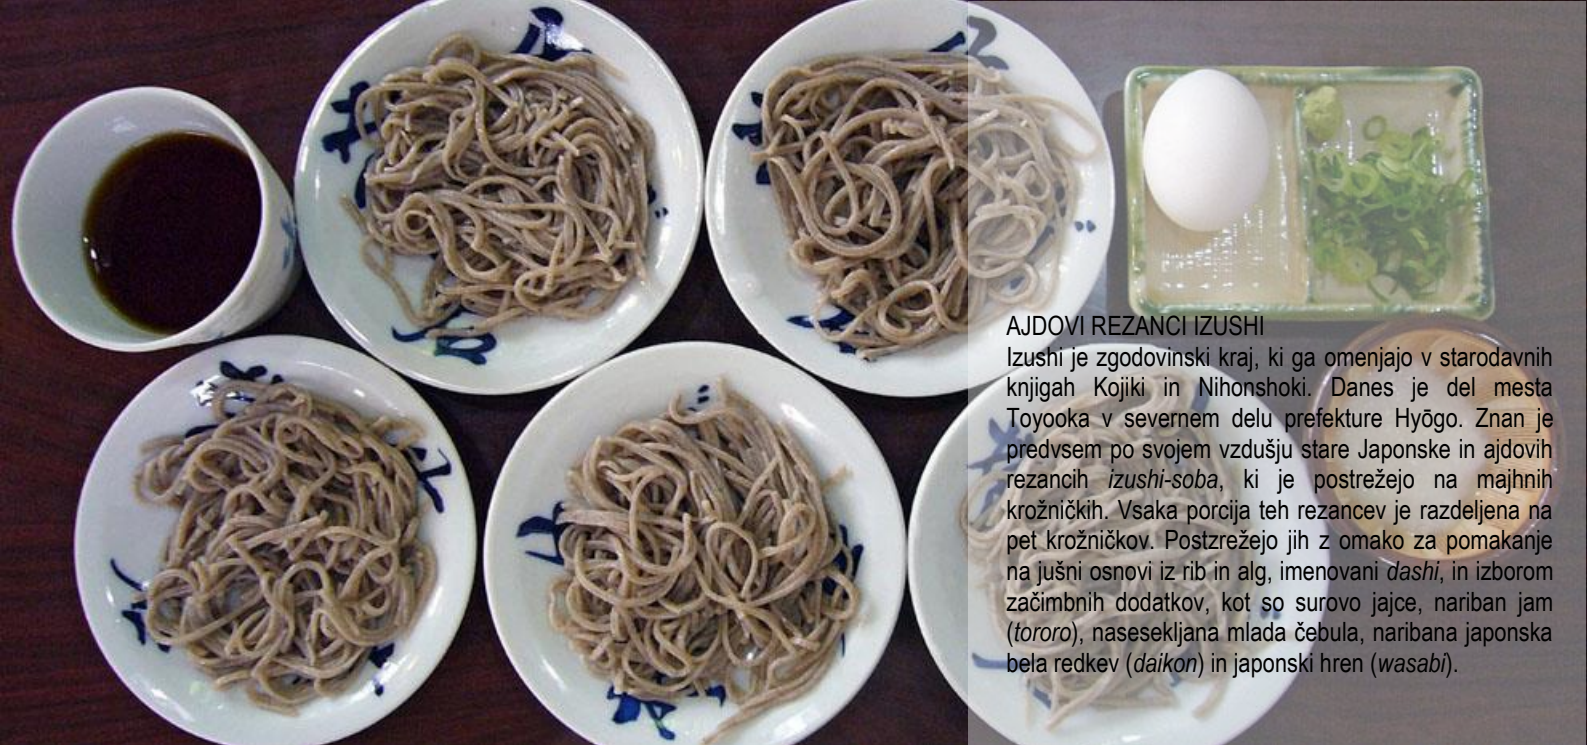 AJDOVI REZANCI IZUSHI
Izushi je zgodovinski kraj, ki ga omenjajo v starodavnih
knjigah Kojiki in Nihonshoki. Danes je del mesta
Toyooka v severnem delu prefekture Hyōgo. Znan je
predvsem po svojem vzdušju stare Japonske in ajdovih
rezancih izushi-soba, ki je postrežejo na majhnih
krožničkih. Vsaka porcija teh rezancev je razdeljena na
pet krožničkov. Postzrežejo jih z omako za pomakanje
na jušni osnovi iz rib in alg, imenovani dashi, in izborom
začimbnih dodatkov, kot so surovo jajce, nariban jam
(tororo), nasesekljana mlada čebula, naribana japonska
bela redkev (daikon) in japonski hren (wasabi).